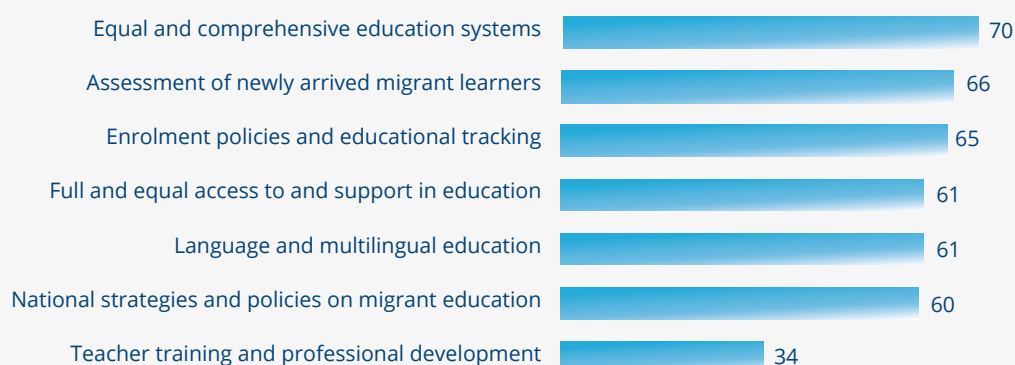 Equal and comprehensive education systems 70
Assessment of newly arrived migrant learners 66
Enrolment policies and educational tracking 65
Full and equal access to and support in education 61
Language and multilingual education 61
National strategies and policies on migrant education 60
Teacher training and professional development 34